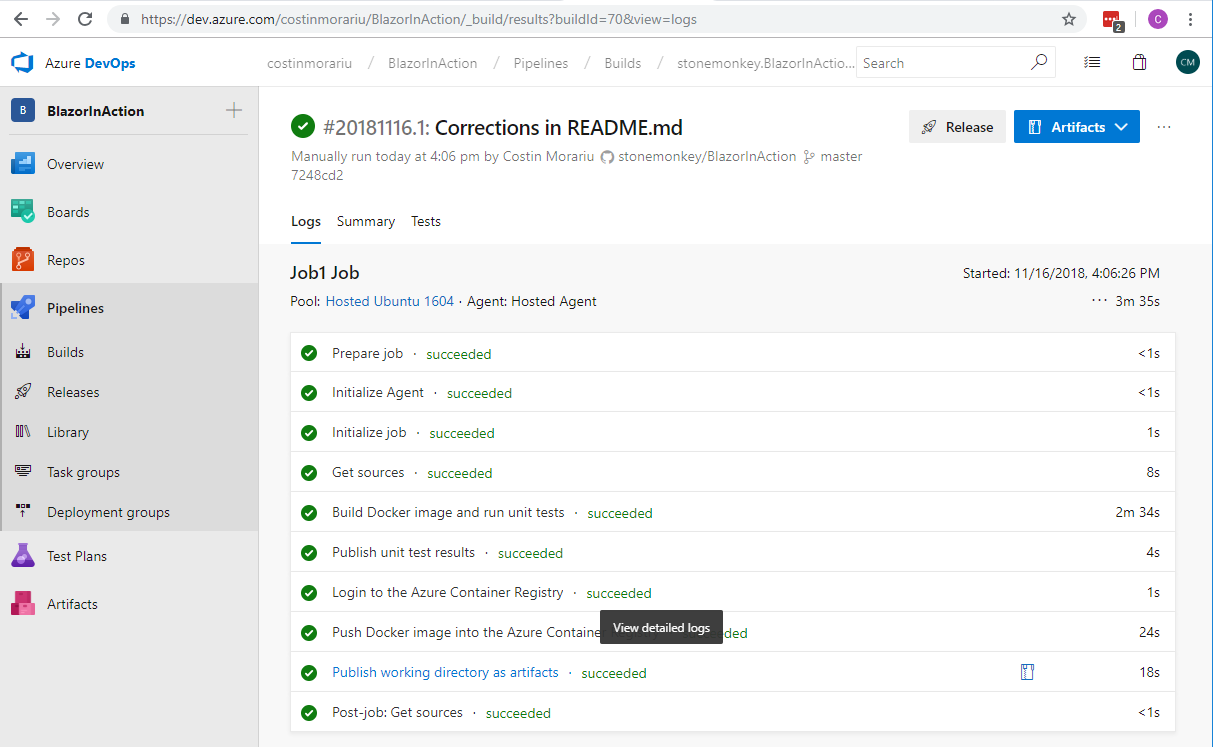 https://dev.azure.com/costinmorariu/BlazorInAction/_build/results?buildId=70&view=logs
2
C
Azure DevOps
costinmorariu / BlazorInAction / Pipelines / Builds / stonemonkey.BlazorInActio...
Search
CM
B
BlazorInAction
Overview
Boards
Repos
Pipelines
Builds
Releases
Library
Task groups
Deployment groups
Test Plans
Artifacts
#20181116.1: Corrections in README.md
Release
Artifacts
...
Manually run today at 4:06 pm by Costin Morariu stonemonkey/BlazorInAction master
7248cd2
Logs Summary Tests
Job1 Job
Started: 11/16/2018, 4:06:26 PM
Pool: Hosted Ubuntu 1604 · Agent: Hosted Agent
... 3m 35s
Prepare job · succeeded <1s
Initialize Agent · succeeded <1s
Initialize job · succeeded 1s
Get sources · succeeded 8s
Build Docker image and run unit tests · succeeded 2m 34s
Publish unit test results · succeeded 4s
Login to the Azure Container Registry · succeeded 1s
View detailed logs
Push Docker image into the Azure Contain ded 24s
Publish working directory as artifacts · succeeded 18s
Post-job: Get sources · succeeded <1s